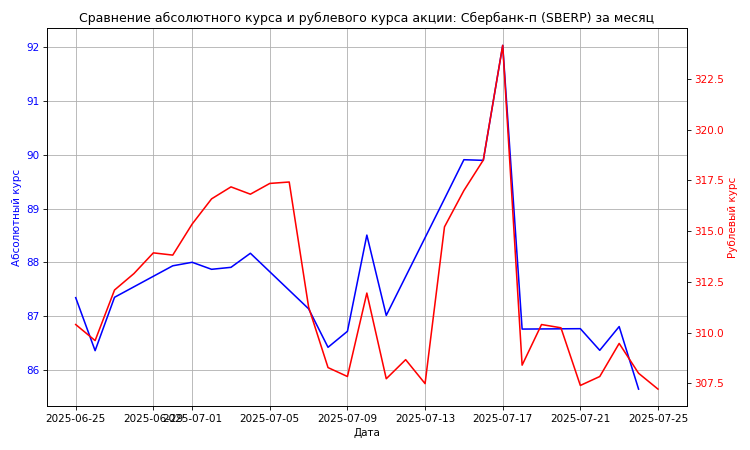 Сравнение абсолютного курса и рублевого курса акции: Сбербанк-п (SBERP) за месяц
Абсолютный курс
92
91
90
89
88
87
86
322.5
320.0
317.5
315.0
312.5
310.0
307.5
Рублевый курс
2025-06-25 2025-06-29 2025-07-01 2025-07-05 2025-07-09 2025-07-13 2025-07-17 2025-07-21 2025-07-25
Дата